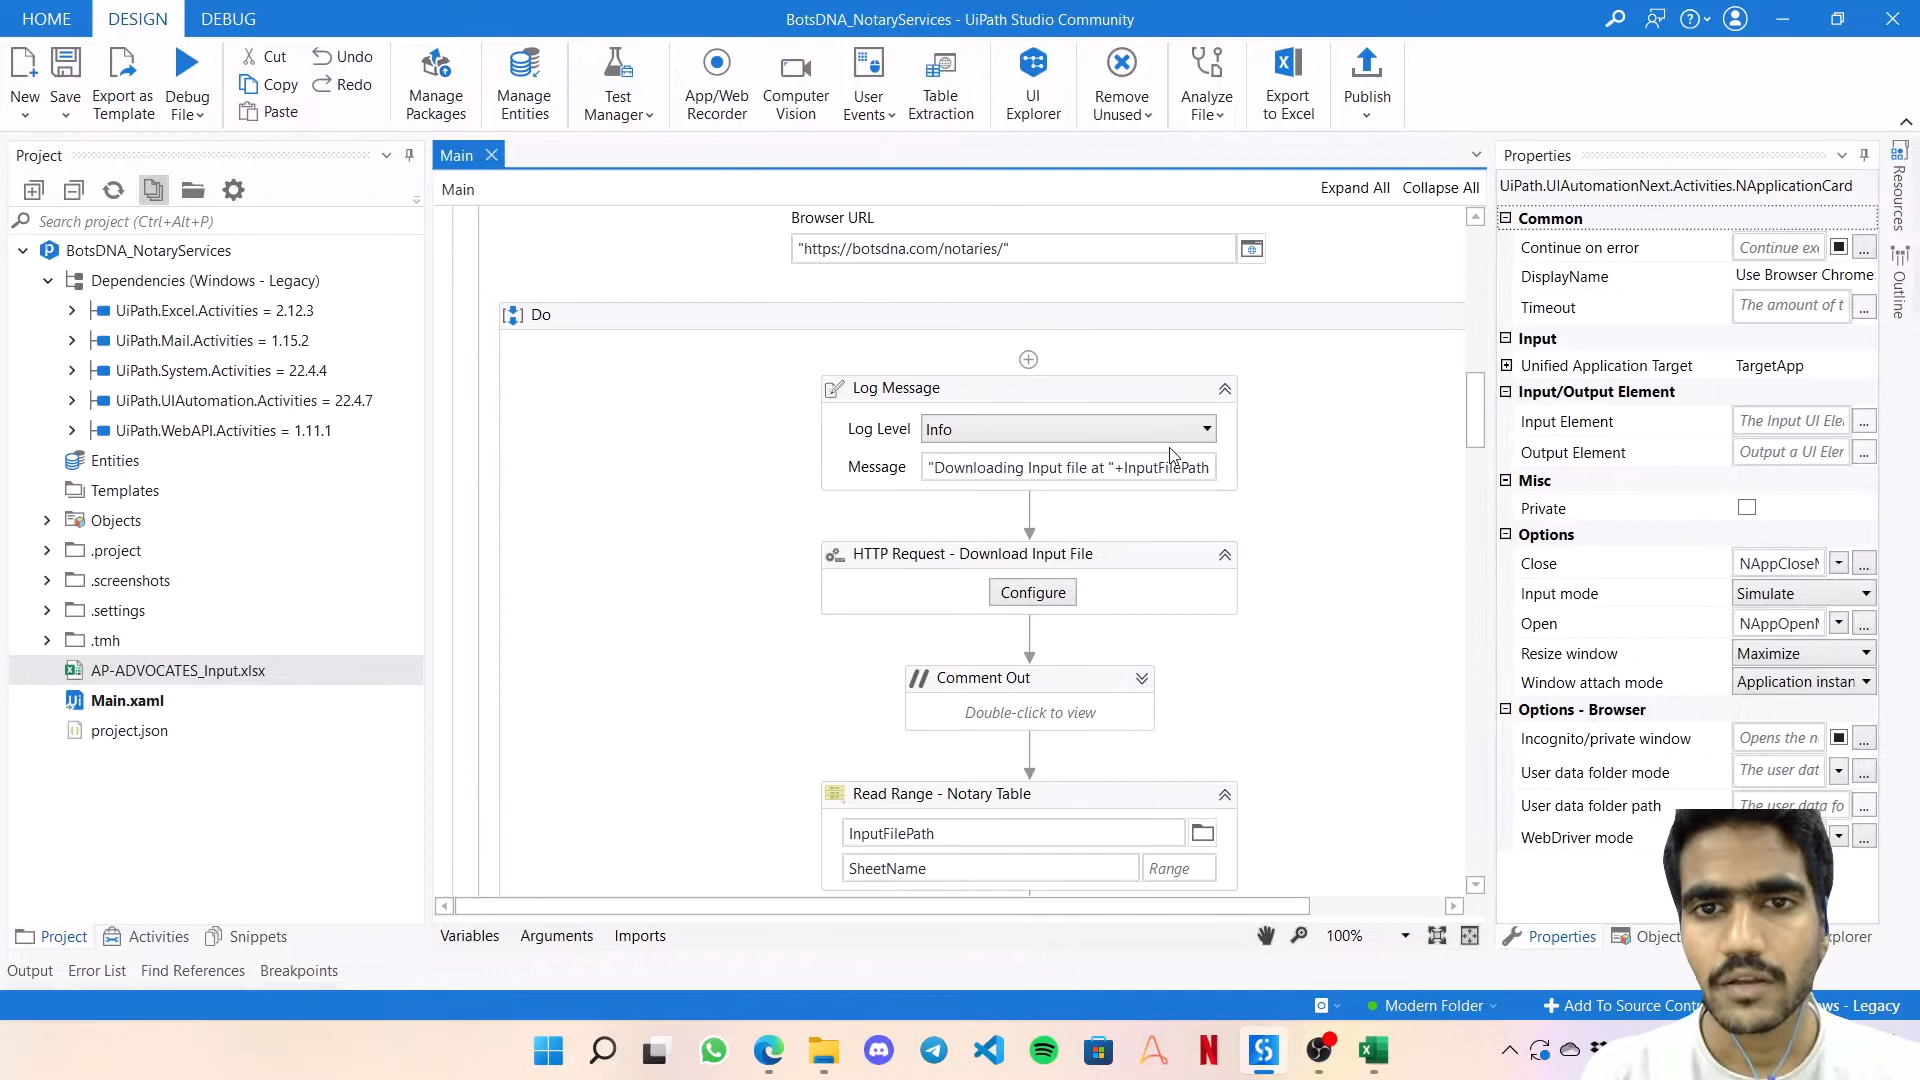 HOME DESIGN DEBUG BotsDNA_NotaryServices - UiPath Studio Community
New Save Export as Template Debug File Cut Copy Paste Undo Redo Manage Packages Manage Entities Test Manager App/Web Recorder Computer Vision User Events Table Extraction UI Explorer Remove Unused Analyze File Export to Excel Publish
Project
Search project (Ctrl+Alt+P)
BotsDNA_NotaryServices
Dependencies (Windows - Legacy)
UiPath.Excel.Activities = 2.12.3
UiPath.Mail.Activities = 1.15.2
UiPath.System.Activities = 22.4.4
UiPath.UIAutomation.Activities = 22.4.7
UiPath.WebAPI.Activities = 1.11.1
Entities
Templates
Objects
.project
.screenshots
.settings
.tmh
AP-ADVOCATES_Input.xlsx
Main.xaml
project.json
Project Activities Snippets
Main
Main Expand All Collapse All
Browser URL
"https://botsdna.com/notaries/"
Do
Log Message
Log Level Info
Message "Downloading Input file at "+InputFilePath
HTTP Request - Download Input File
Configure
// Comment Out
Double-click to view
Read Range - Notary Table
InputFilePath
SheetName Range
Variables Arguments Imports 100%
Properties
UiPath.UIAutomationNext.Activities.NApplicationCard
Common
Continue on error Continue exe ...
DisplayName Use Browser Chrome:
Timeout The amount of t ...
Input
Unified Application Target TargetApp
Input/Output Element
Input Element The Input UI Ele ...
Output Element Output a UI Eler ...
Misc
Private
Options
Close NAppCloseM ...
Input mode Simulate
Open NAppOpenM ...
Resize window Maximize
Window attach mode Application instan
Options - Browser
Incognito/private window Opens the n ...
User data folder mode The user dat ...
User data folder path The user data fo ...
WebDriver mode ...
Properties Object xplorer
Resources
Outline
Output Error List Find References Breakpoints
Modern Folder Add To Source Contr ws - Legacy